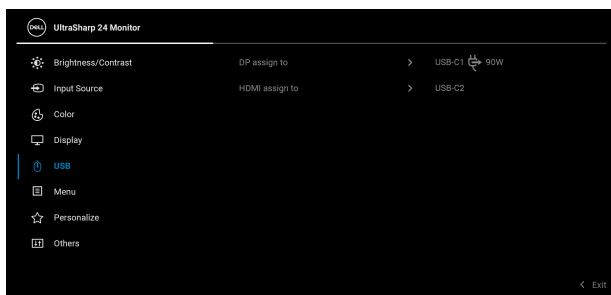 DELL UltraSharp 24 Monitor
Brightness/Contrast DP assign to > USB-C1 90W
Input Source HDMI assign to > USB-C2
Color
Display
USB
Menu
Personalize
Others
< Exit